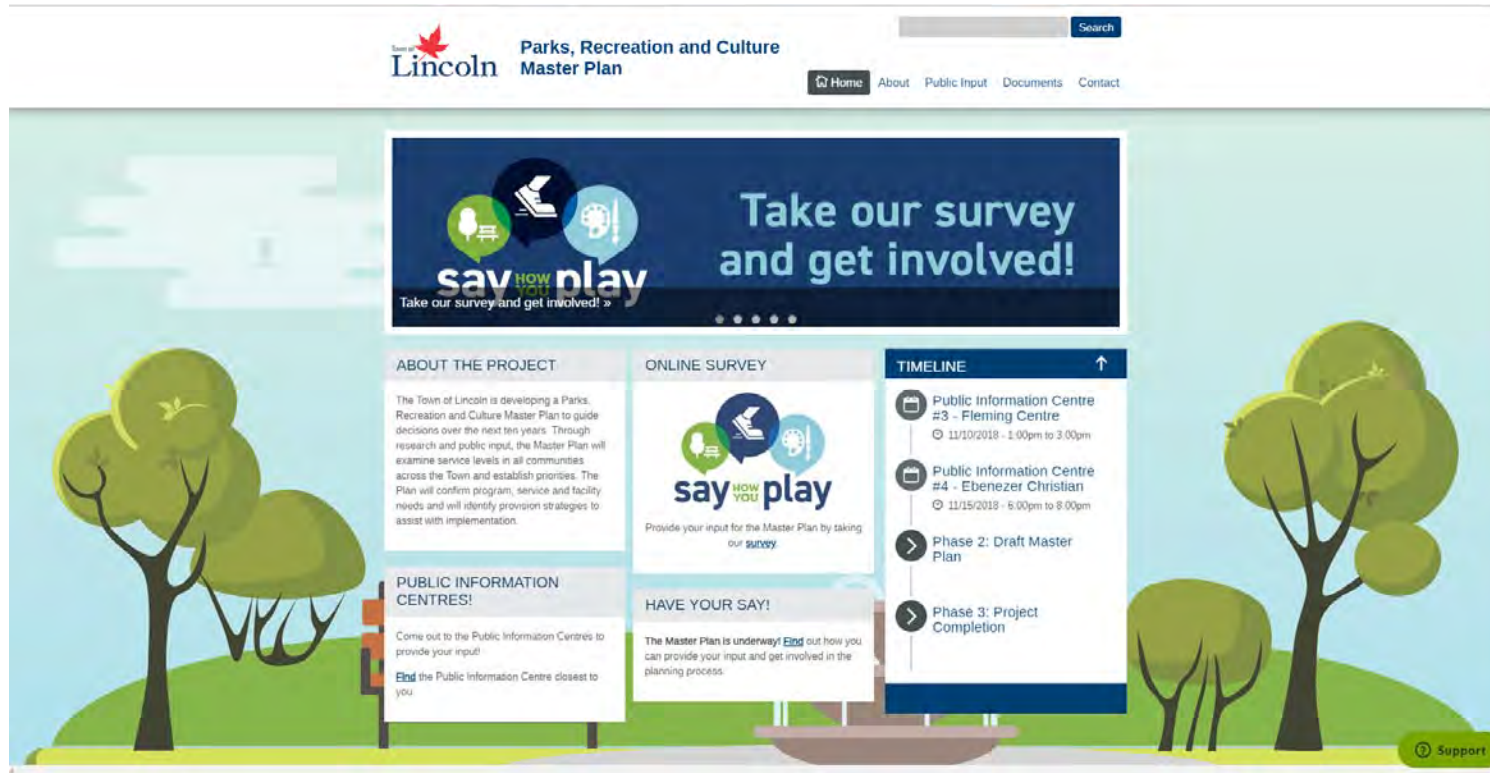 Town of
Lincoln
Parks, Recreation and Culture
Master Plan
Search
Home
About
Public Input
Documents
Contact
say HOW YOU play
Take our survey
and get involved!
Take our survey and get involved! »
ABOUT THE PROJECT
The Town of Lincoln is developing a Parks,
Recreation and Culture Master Plan to guide
decisions over the next ten years. Through
research and public input, the Master Plan will
examine service levels in all communities
across the Town and establish priorities. The
Plan will confirm program, service and facility
needs and will identify provision strategies to
assist with implementation.
PUBLIC INFORMATION
CENTRES!
Come out to the Public Information Centres to
provide your input!
Find the Public Information Centre closest to
you
ONLINE SURVEY
say HOW YOU play
Provide your input for the Master Plan by taking
our survey.
HAVE YOUR SAY!
The Master Plan is underway! Find out how you
can provide your input and get involved in the
planning process.
TIMELINE
Public Information Centre
#3 - Fleming Centre
11/10/2018 - 1:00pm to 3:00pm
Public Information Centre
#4 - Ebenezer Christian
11/15/2018 - 6:00pm to 8:00pm
Phase 2: Draft Master
Plan
Phase 3: Project
Completion
Support